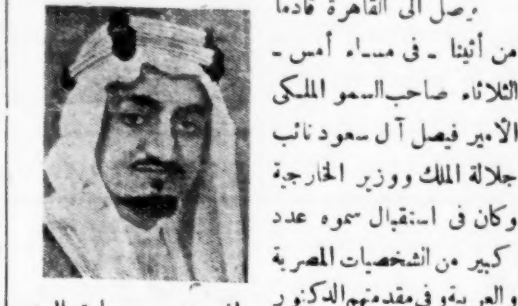 وصل الى القاهرة قادما
من أثينا ـ فى مساء أمس ـ
الثلاثاء صاحب السمو الملكى
الأمير فيصل آل سعود نائب
جلالة الملك ووزير الخارجية
وكان فى استقبال سموه عدد
كبير من الشخصيات المصرية
والعربية وفى مقدمتهم الدكتور